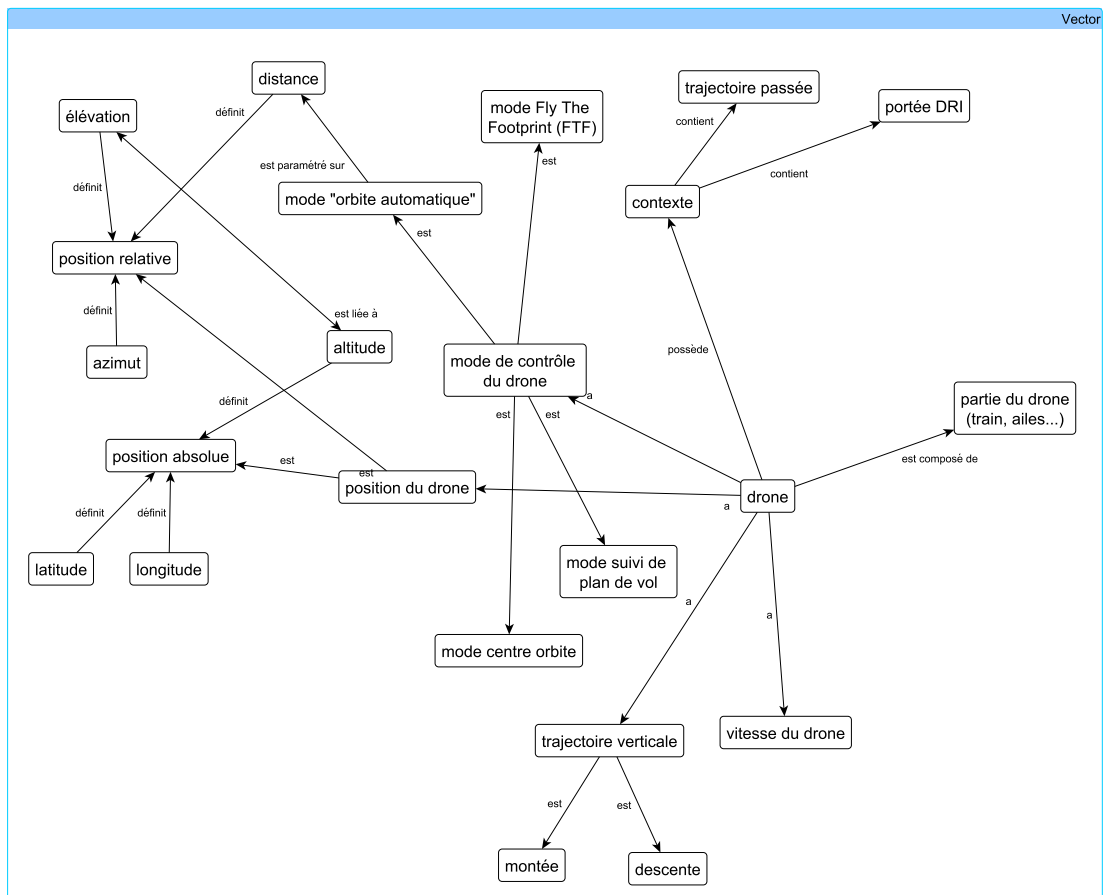 Vector
distance
trajectoire passée
mode Fly The
Footprint (FTF)
portée DRI
élévation
définit
contient
est
est paramétré sur
contient
définit
mode "orbite automatique"
contexte
est
position relative
définit
est lièe à
altitude
possède
azimut
mode de contrôle
du drone
a
partie du drone
(train, ailes...)
définit
est
est
position absolue
est
est
est composé de
position du drone
drone
a
définit
définit
latitude
longitude
mode suivi de
plan de vol
a
a
mode centre orbite
trajectoire verticale
vitesse du drone
est
est
montée
descente